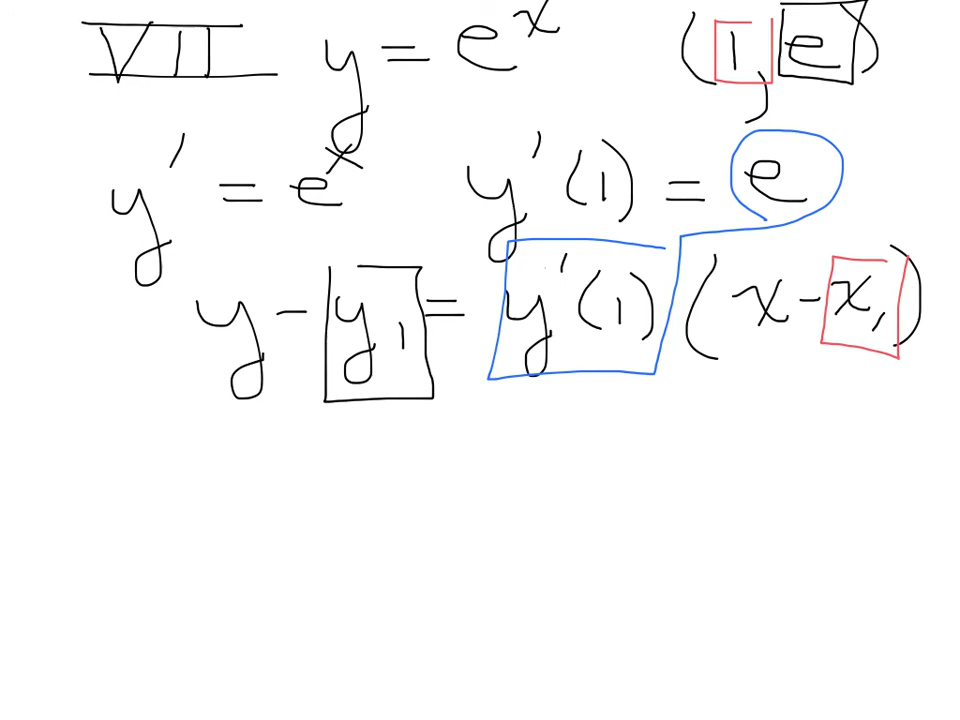 VII y = e^x (1, e)
y' = e^x y'(1) = e
y - y₁ = y'(1) (x - x₁)